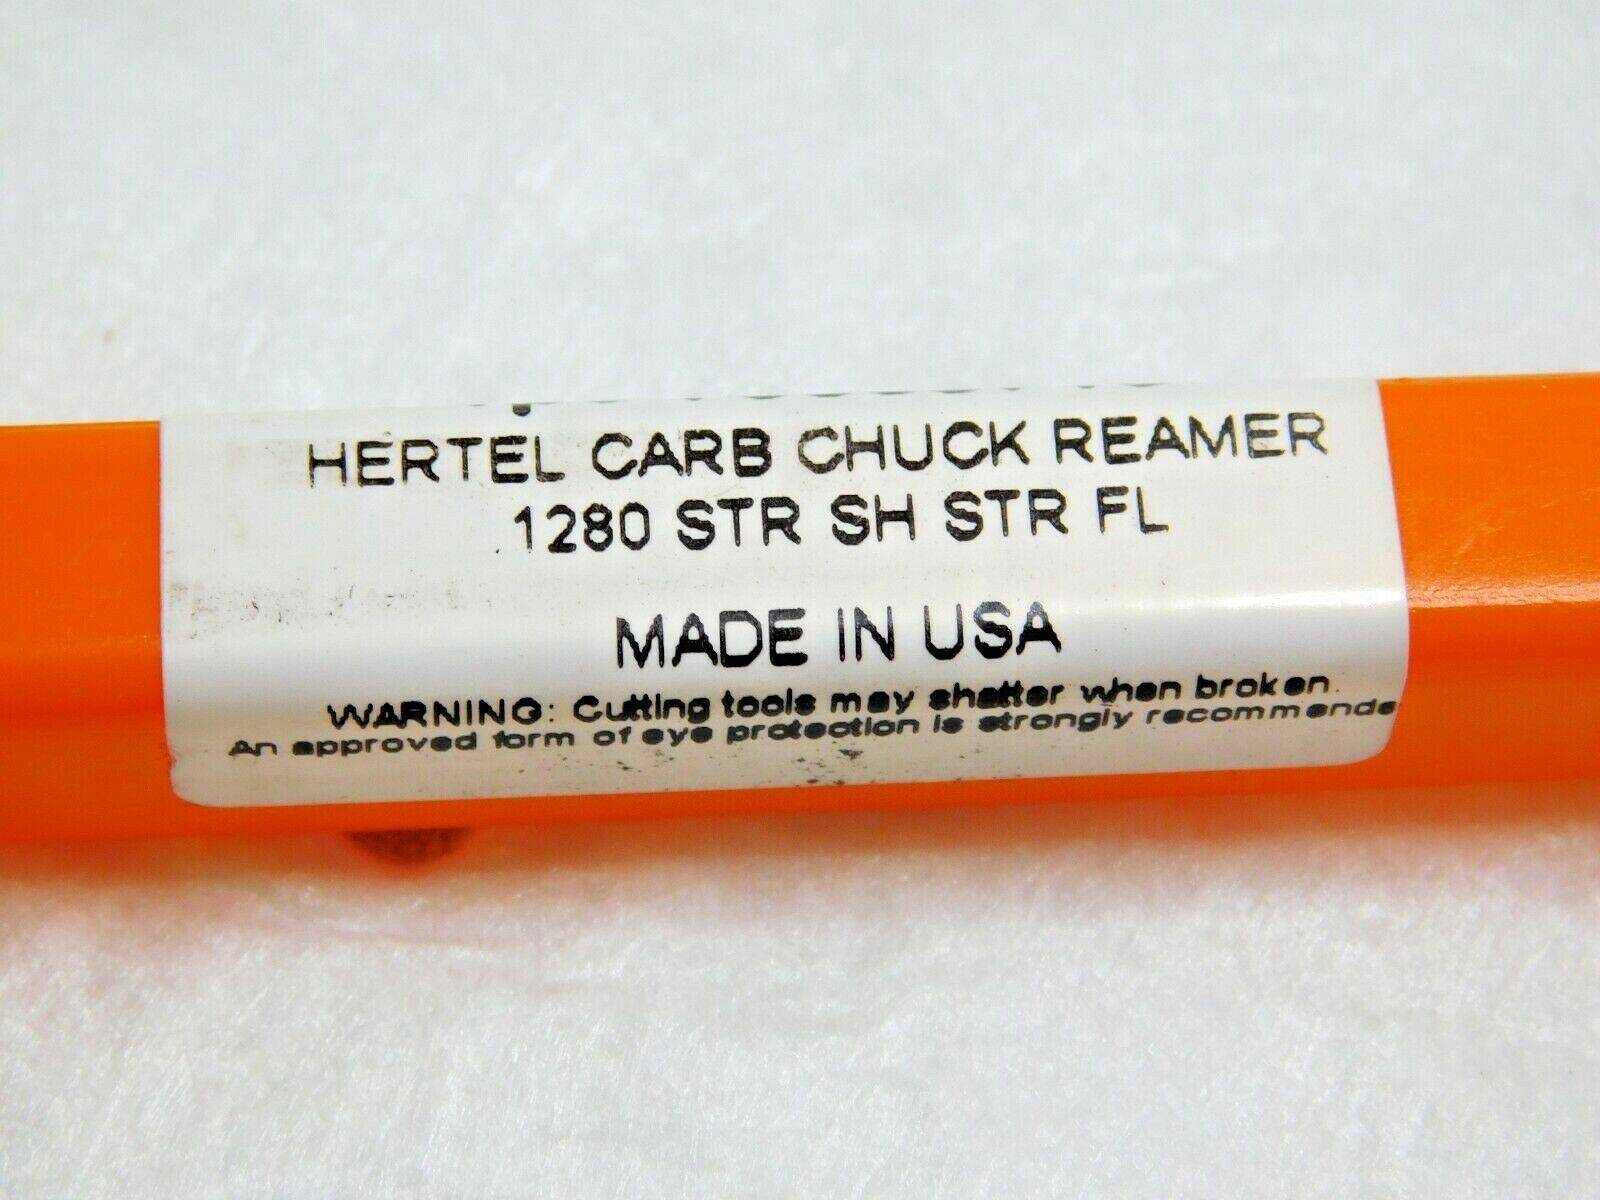 HERTEL CARB CHUCK REAMER
1280 STR SH STR FL
MADE IN USA
WARNING: Cutting tools may shatter when broken.
An approved form of eye protection is strongly recommende